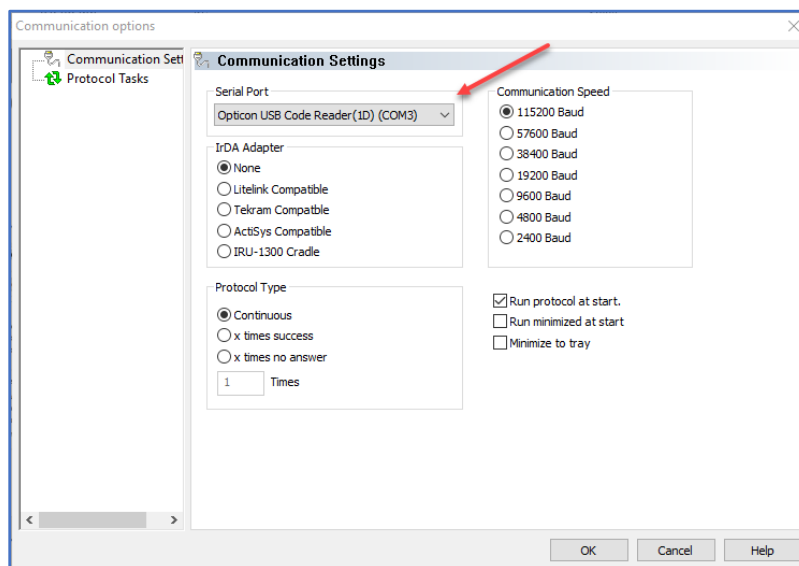 Communication options
Communication Sett
Protocol Tasks
Communication Settings
Serial Port
Opticon USB Code Reader(1D) (COM3)
IrDA Adapter
None
Litelink Compatible
Tekram Compatble
ActiSys Compatible
IRU-1300 Cradle
Protocol Type
Continuous
x times success
x times no answer
1 Times
Communication Speed
115200 Baud
57600 Baud
38400 Baud
19200 Baud
9600 Baud
4800 Baud
2400 Baud
Run protocol at start.
Run minimized at start
Minimize to tray
OK
Cancel
Help